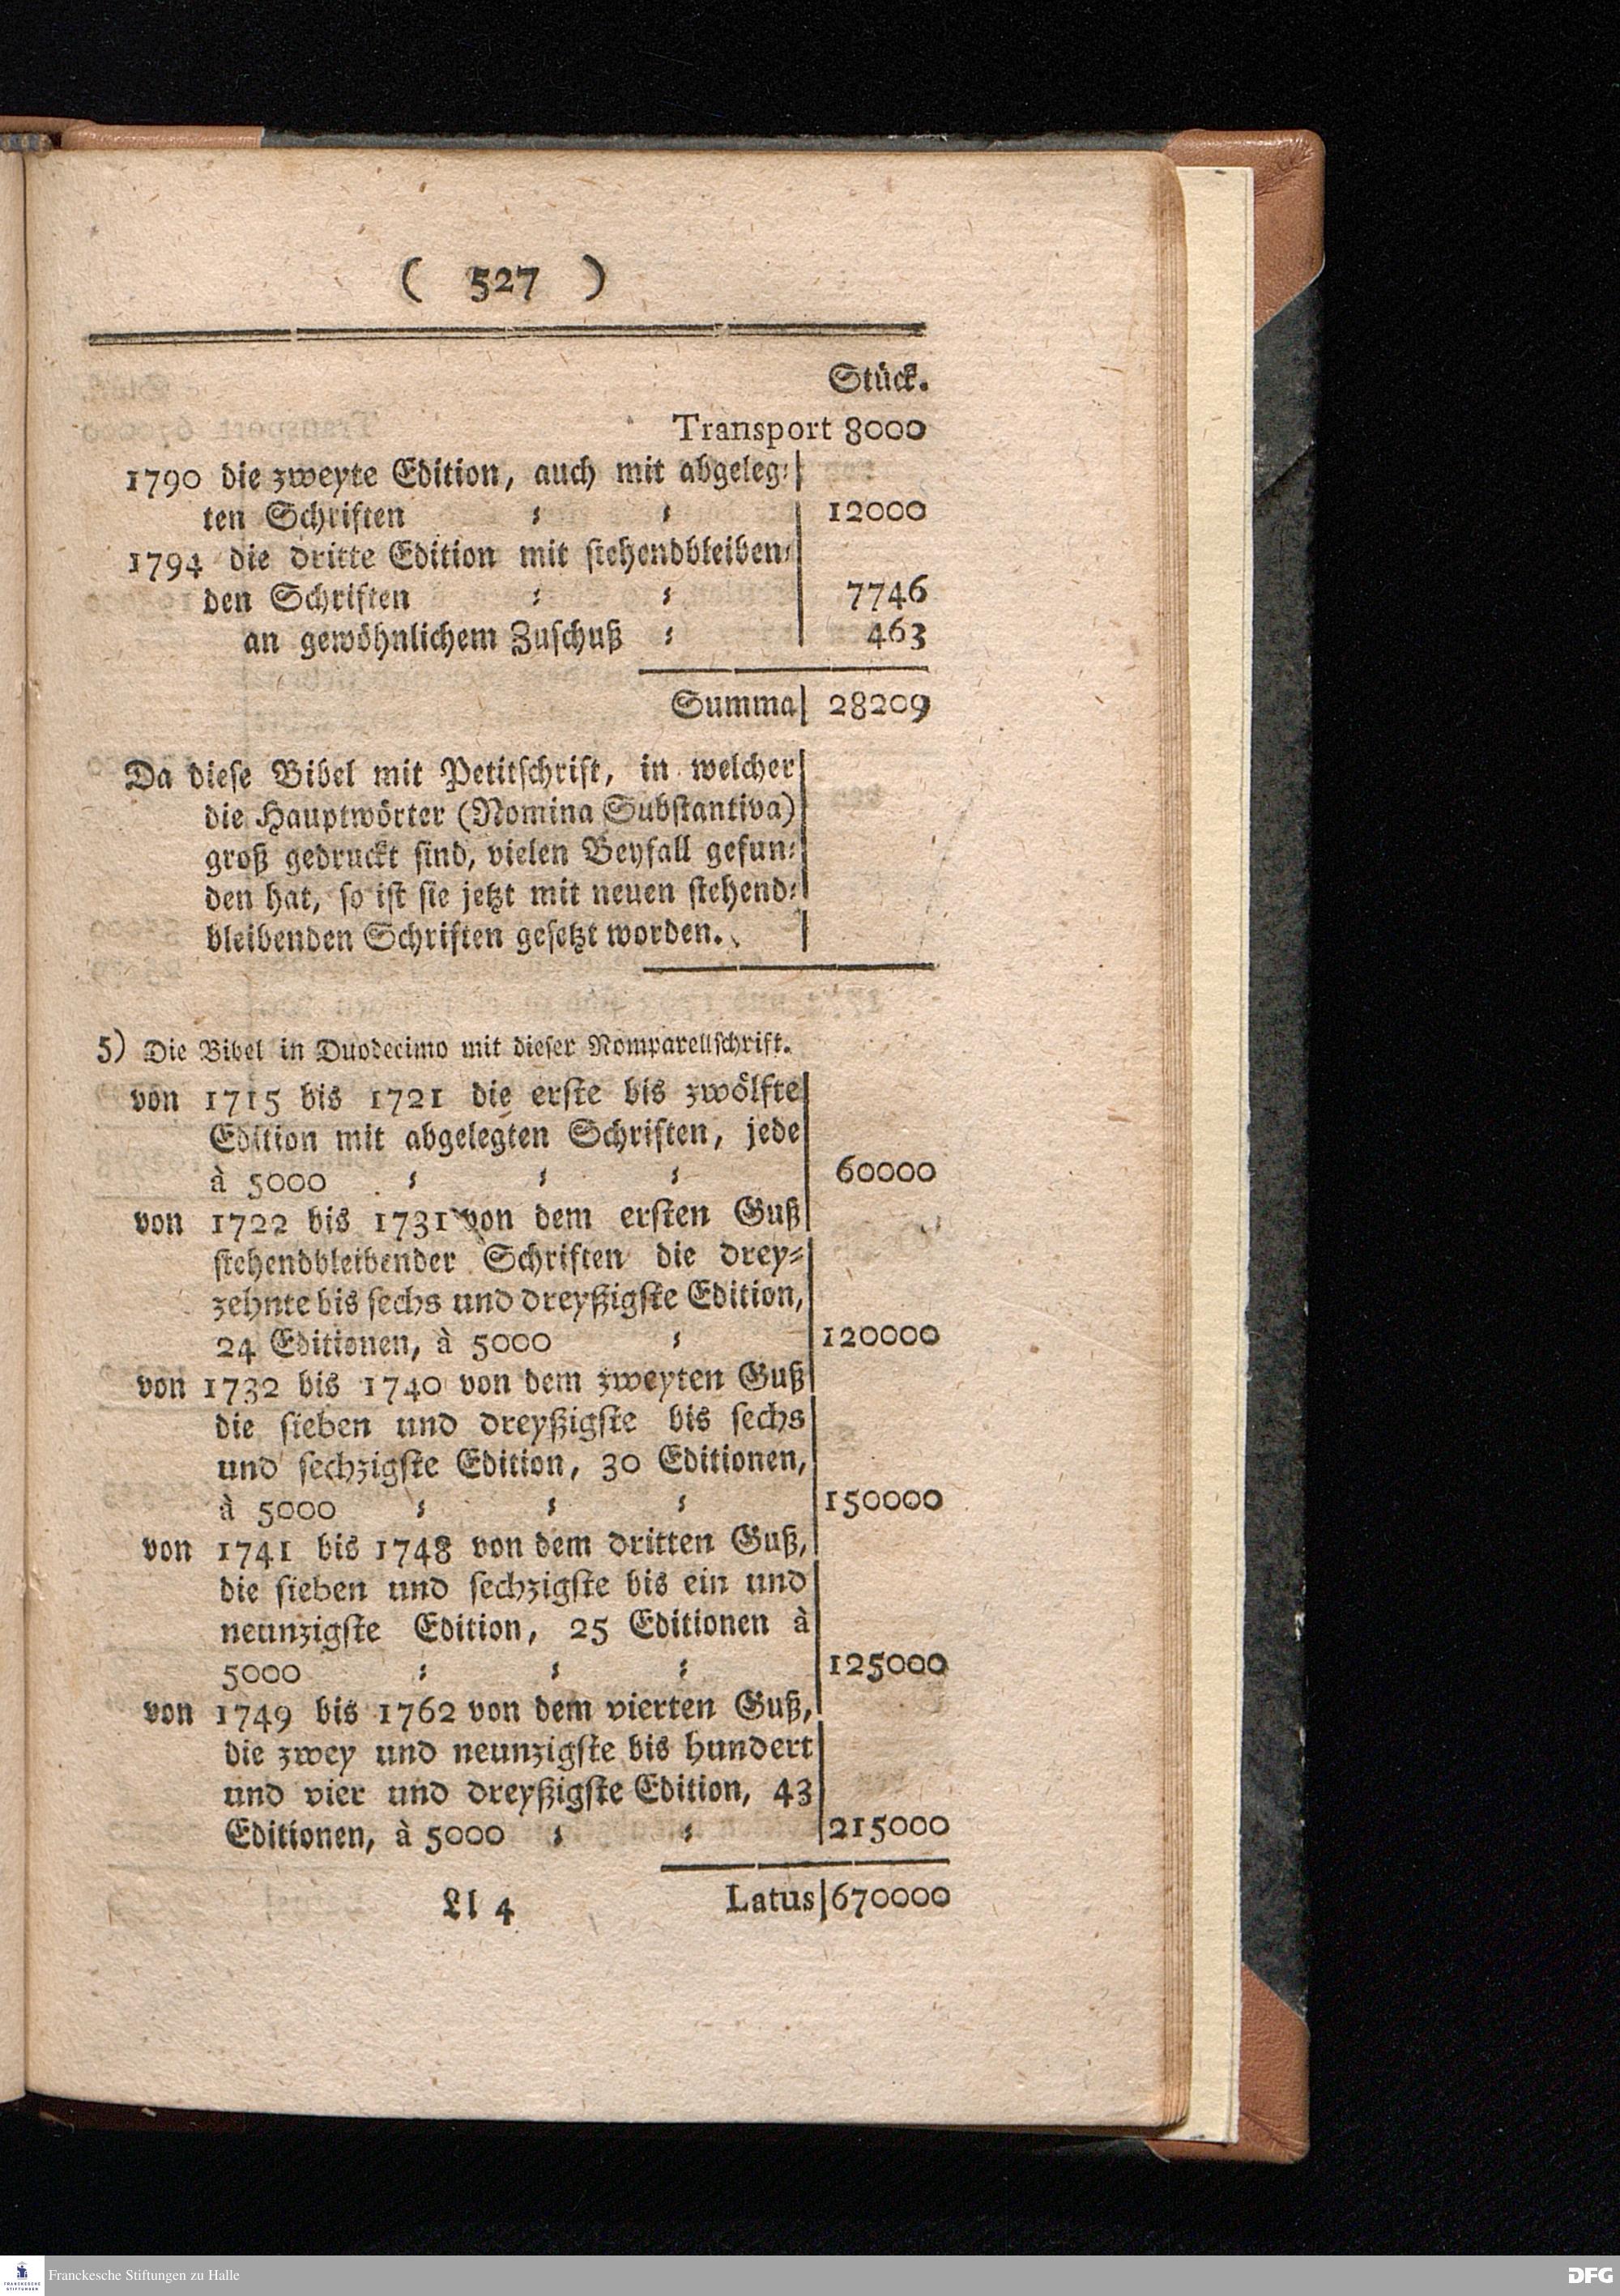 ( 527 )
Stück.
Transport 8000
1790 die zweyte Edition, auch mit abgeleg⸗
ten Schriften ⸗ ⸗ 12000
1794 die dritte Edition mit stehendbleiben⸗
den Schriften ⸗ ⸗ 7746
an gewöhnlichem Zuschuß ⸗ 463
Summa 28209
Da diese Bibel mit Petitschrift, in welcher
die Hauptwörter (Nomina Substantiva)
groß gedruckt sind, vielen Beyfall gefun⸗
den hat, so ist sie jetzt mit neuen stehend⸗
bleibenden Schriften gesetzt worden.
5) Die Bibel in Duodecimo mit dieser Nomparellschrift.
von 1715 bis 1721 die erste bis zwölfte
Edition mit abgelegten Schriften, jede
à 5000 ⸗ ⸗ ⸗ 60000
von 1722 bis 1731 von dem ersten Guß
stehendbleibender Schriften die drey⸗
zehnte bis sechs und dreyßigste Edition,
24 Editionen, à 5000 ⸗ 120000
von 1732 bis 1740 von dem zweyten Guß
die sieben und dreyßigste bis sechs
und sechzigste Edition, 30 Editionen,
à 5000 ⸗ ⸗ ⸗ 150000
von 1741 bis 1748 von dem dritten Guß,
die sieben und sechzigste bis ein und
neunzigste Edition, 25 Editionen à
5000 ⸗ ⸗ ⸗ 125000
von 1749 bis 1762 von dem vierten Guß,
die zwey und neunzigste bis hundert
und vier und dreyßigste Edition, 43
Editionen, à 5000 ⸗ ⸗ 215000
Ll 4 Latus 670000
FRANCKESCHE
STIFTUNGEN
Franckesche Stiftungen zu Halle
DFG